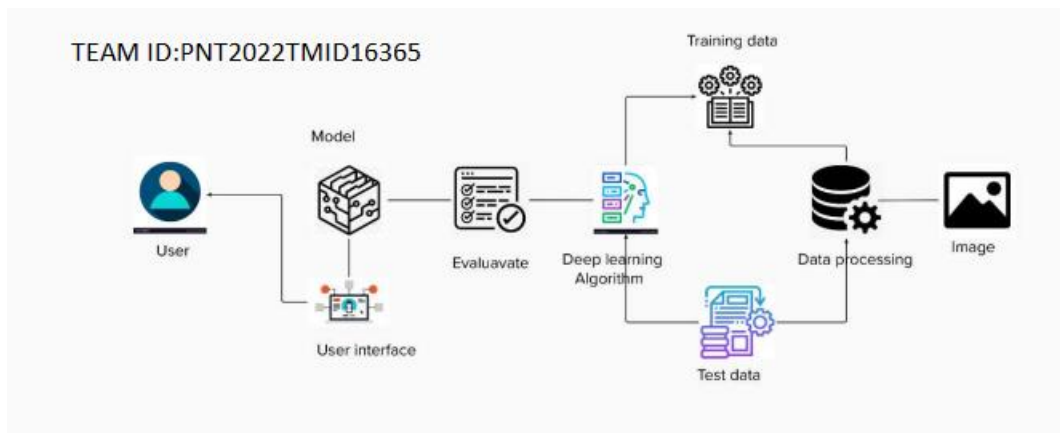 TEAM ID:PNT2022TMID16365
Training data
Model
User
Evaluavate
Deep learning
Algorithm
Data processing
Image
User interface
Test data